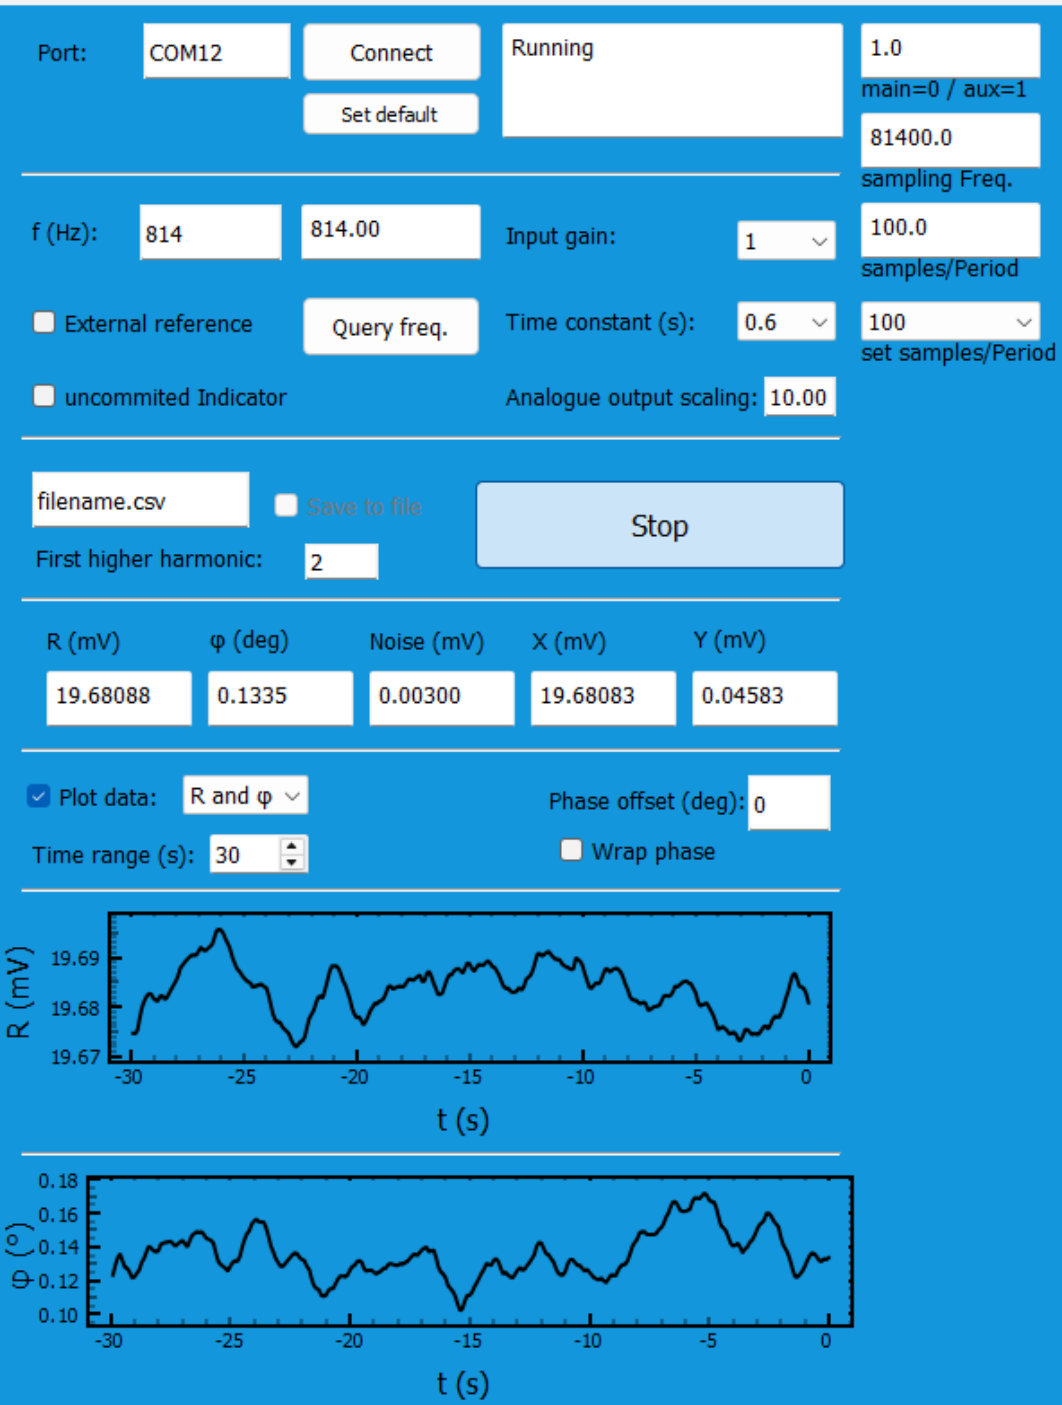 Port: COM12 Connect Running 1.0
main=0 / aux=1
Set default
81400.0
sampling Freq.
f (Hz): 814 814.00 Input gain: 1 100.0
samples/Period
External reference Query freq. Time constant (s): 0.6 100
set samples/Period
uncommited Indicator Analogue output scaling: 10.00
filename.csv Save to file Stop
First higher harmonic: 2
R (mV) φ (deg) Noise (mV) X (mV) Y (mV)
19.68088 0.1335 0.00300 19.68083 0.04583
Plot data: R and φ Phase offset (deg): 0
Time range (s): 30 Wrap phase
R (mV)
19.69
19.68
19.67
-30 -25 -20 -15 -10 -5 0
t (s)
φ (°)
0.18
0.16
0.14
0.12
0.10
-30 -25 -20 -15 -10 -5 0
t (s)